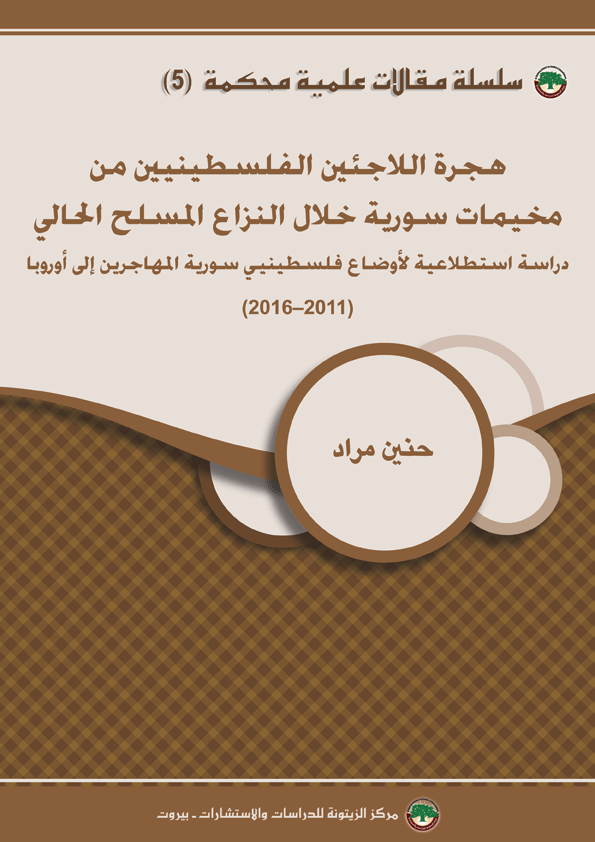 سلسلة مقالات علمية محكمة (5)
هجرة اللاجئين الفلسطينيين من
مخيمات سورية خلال النزاع المسلح الحالي
دراسة استطلاعية لأوضاع فلسطينيي سورية المهاجرين إلى أوروبا
(2011–2016)
حنين مراد
مركز الزيتونة للدراسات والاستشارات - بيروت